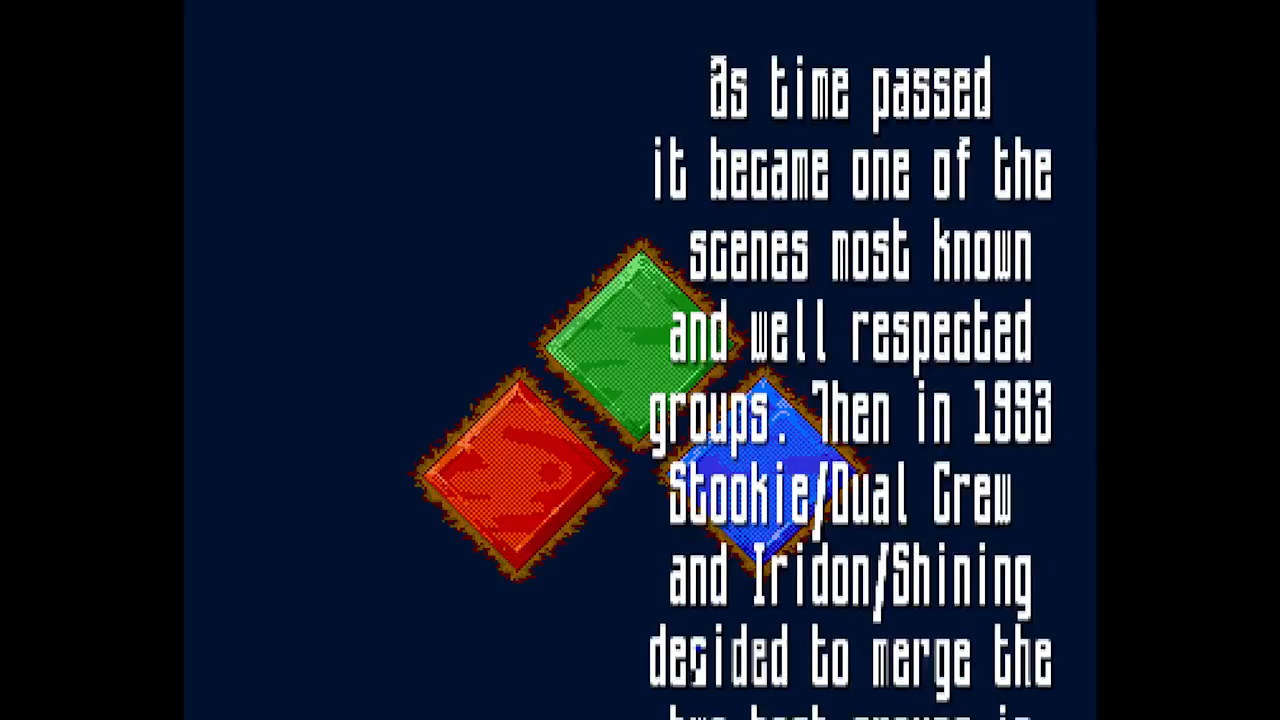 As time passed
it became one of the
scenes most known
and well respected
groups. Then in 1993
Stookie/Dual Crew
and Iridon/Shining
decided to merge the